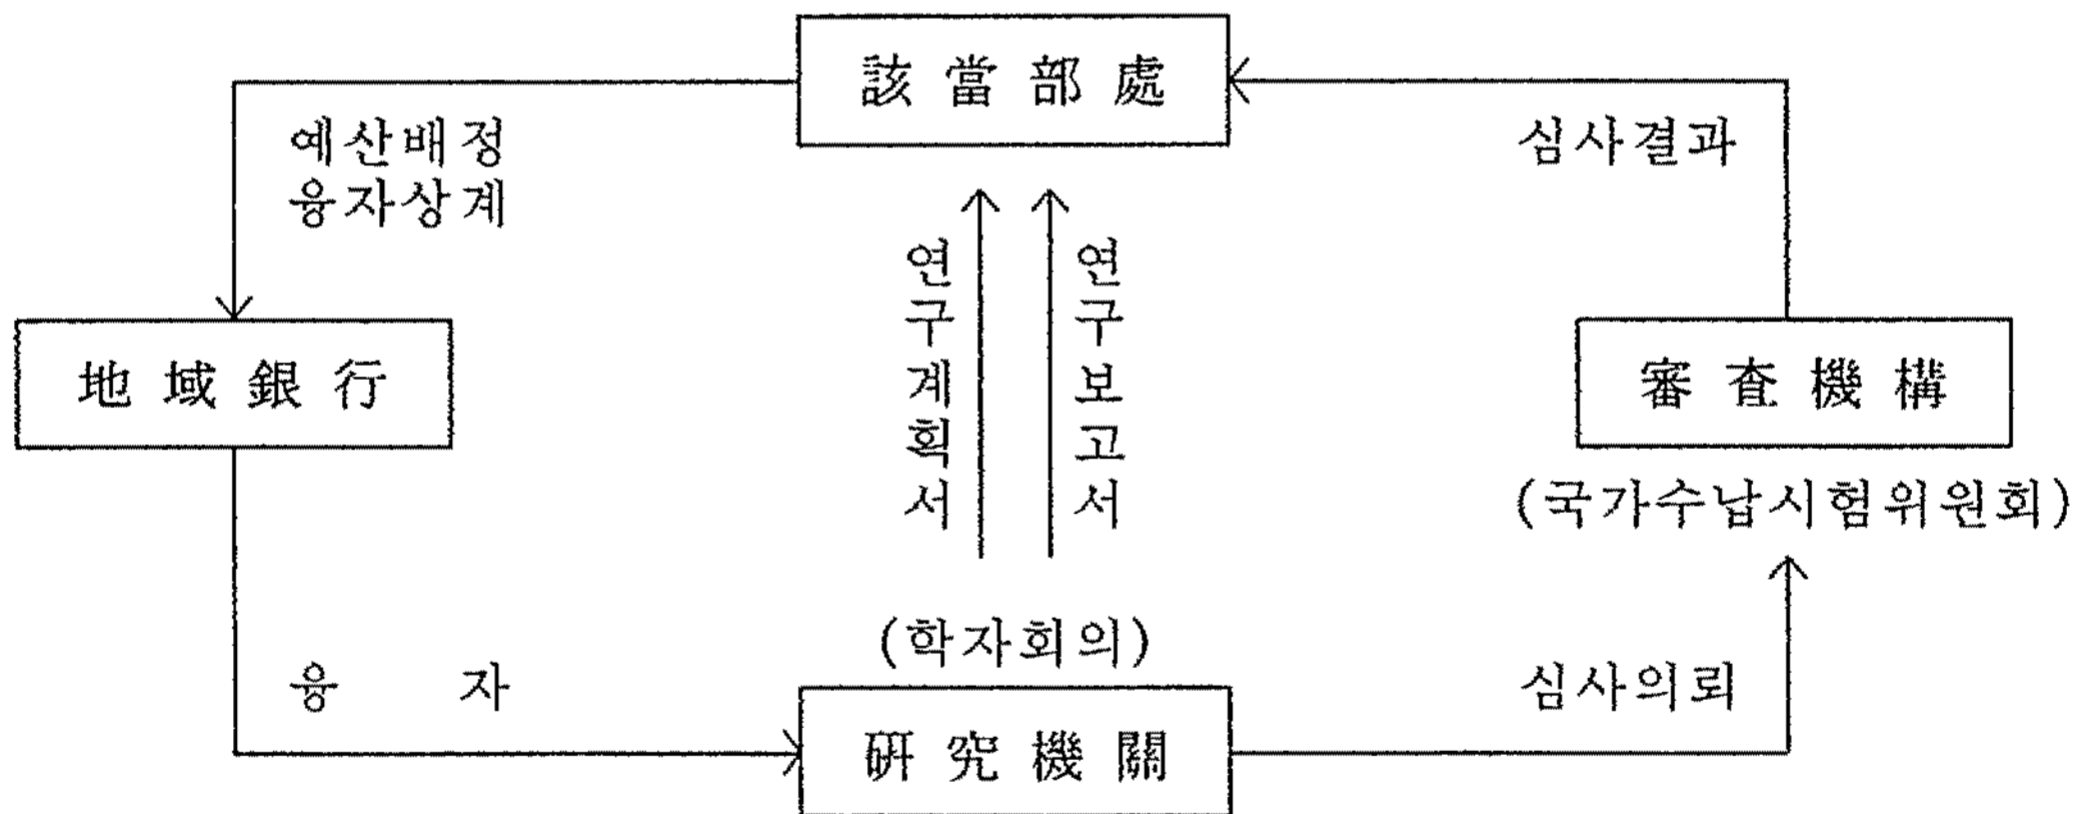 該當部處
예산배정
융자상계
심사결과
연구계획서
연구보고서
地域銀行
審査機構
(국가수납시험위원회)
(학자회의)
융 자
심사의뢰
硏究機關